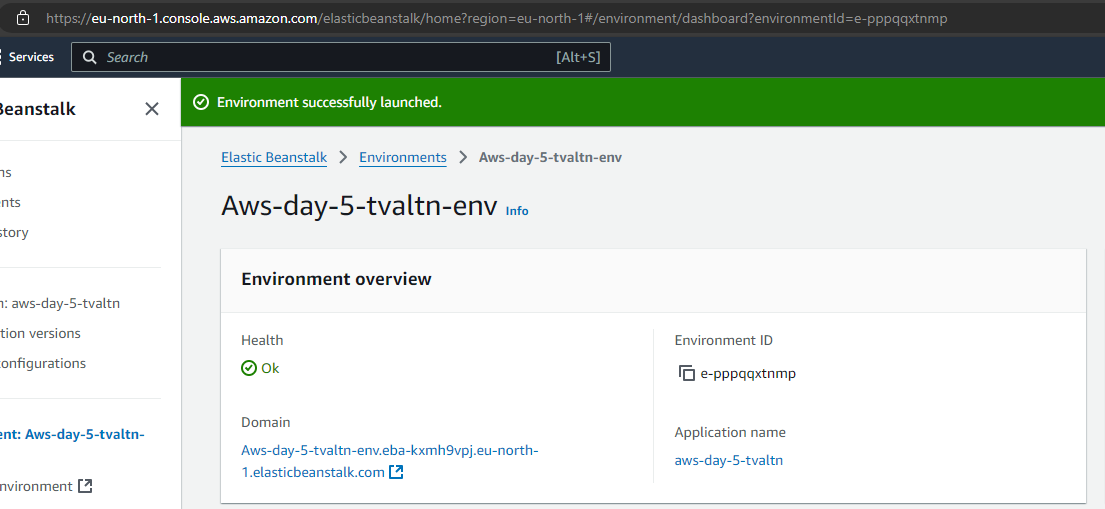 https://eu-north-1.console.aws.amazon.com/elasticbeanstalk/home?region=eu-north-1#/environment/dashboard?environmentId=e-pppqqxtnmp
Services
Search
[Alt+S]
Beanstalk
Environment successfully launched.
Elastic Beanstalk
Environments
Aws-day-5-tvaltn-env
ns
nts
story
n: aws-day-5-tvaltn
tion versions
configurations
ent: Aws-day-5-tvaltn-
nvironment
Aws-day-5-tvaltn-env Info
Environment overview
Health
Ok
Domain
Aws-day-5-tvaltn-env.eba-kxmh9vpj.eu-north-
1.elasticbeanstalk.com
Environment ID
e-pppqqxtnmp
Application name
aws-day-5-tvaltn